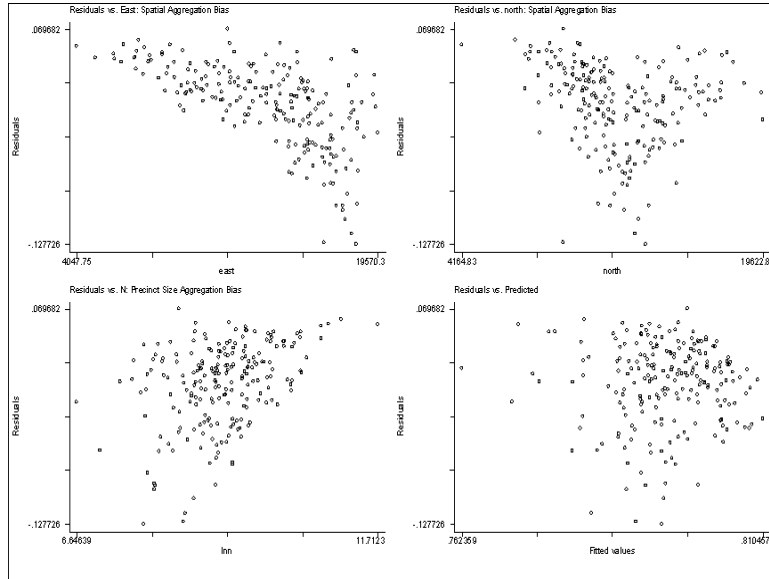 Residuals vs. East: Spatial Aggregation Bias
.069682
Residuals
-.127726
4047.75
19570.3
east
Residuals vs. north: Spatial Aggregation Bias
.069682
Residuals
-.127726
4164.83
19622.8
north
Residuals vs. N: Precinct Size Aggregation Bias
.069682
Residuals
-.127726
6.64639
11.7123
lnn
Residuals vs. Predicted
.069682
Residuals
-.127726
.762359
.810457
Fitted values